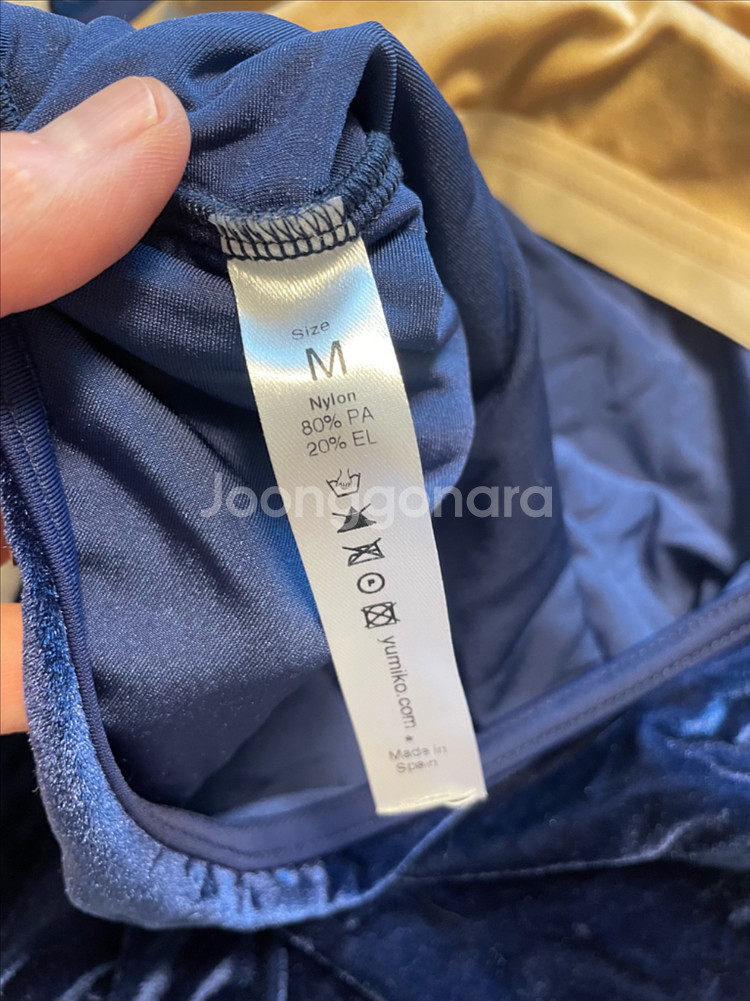 Size
M
Nylon
80% PA
20% EL
Joonggonara
P
yumiko.com *
Made in
Spain